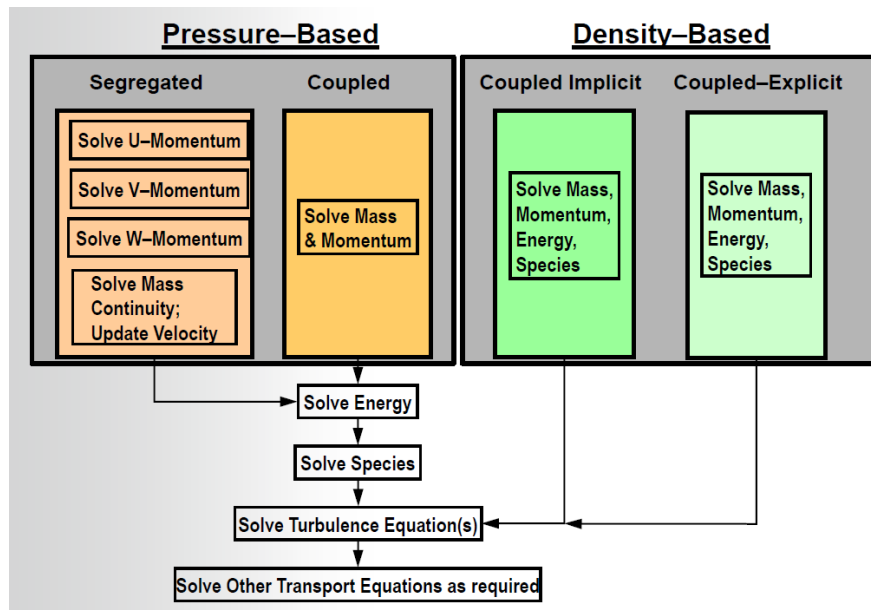 Pressure–Based
Density–Based
Segregated
Coupled
Coupled Implicit
Coupled–Explicit
Solve U–Momentum
Solve V–Momentum
Solve W–Momentum
Solve Mass
Continuity;
Update Velocity
Solve Mass
& Momentum
Solve Mass,
Momentum,
Energy,
Species
Solve Mass,
Momentum,
Energy,
Species
Solve Energy
Solve Species
Solve Turbulence Equation(s)
Solve Other Transport Equations as required